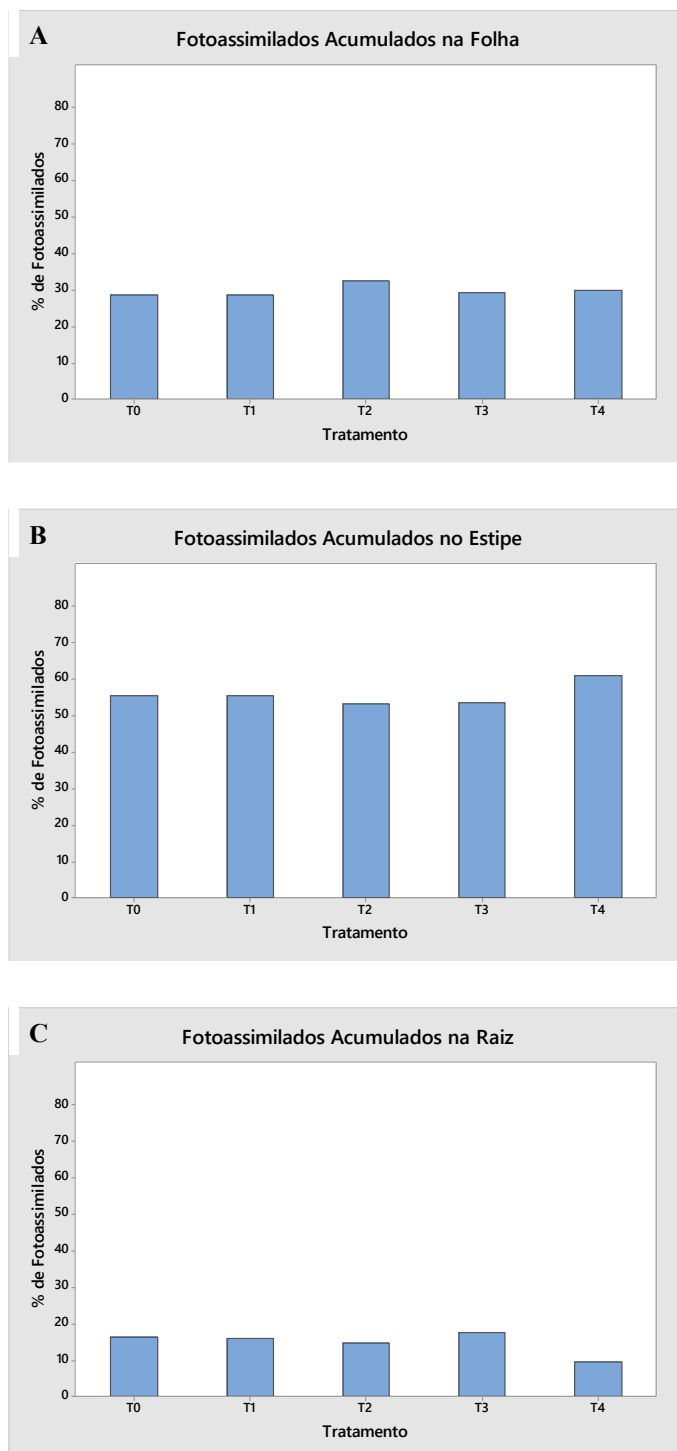 A
Fotoassimilados Acumulados na Folha
% de Fotoassimilados
80
70
60
50
40
30
20
10
0
T0 T1 T2 T3 T4
Tratamento
B
Fotoassimilados Acumulados no Estipe
% de Fotoassimilados
80
70
60
50
40
30
20
10
0
T0 T1 T2 T3 T4
Tratamento
C
Fotoassimilados Acumulados na Raiz
% de Fotoassimilados
80
70
60
50
40
30
20
10
0
T0 T1 T2 T3 T4
Tratamento